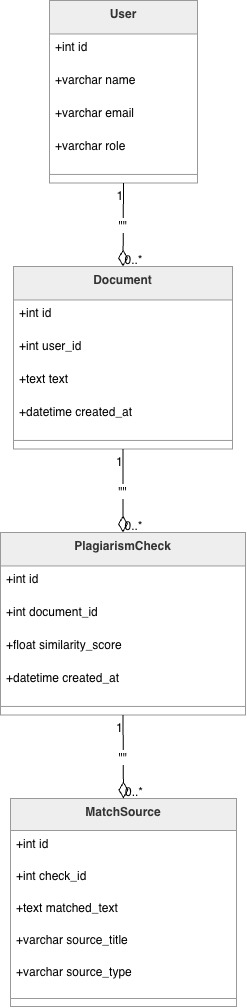 User
+int id
+varchar name
+varchar email
+varchar role
1
""
0..*
Document
+int id
+int user_id
+text text
+datetime created_at
1
""
0..*
PlagiarismCheck
+int id
+int document_id
+float similarity_score
+datetime created_at
1
""
0..*
MatchSource
+int id
+int check_id
+text matched_text
+varchar source_title
+varchar source_type